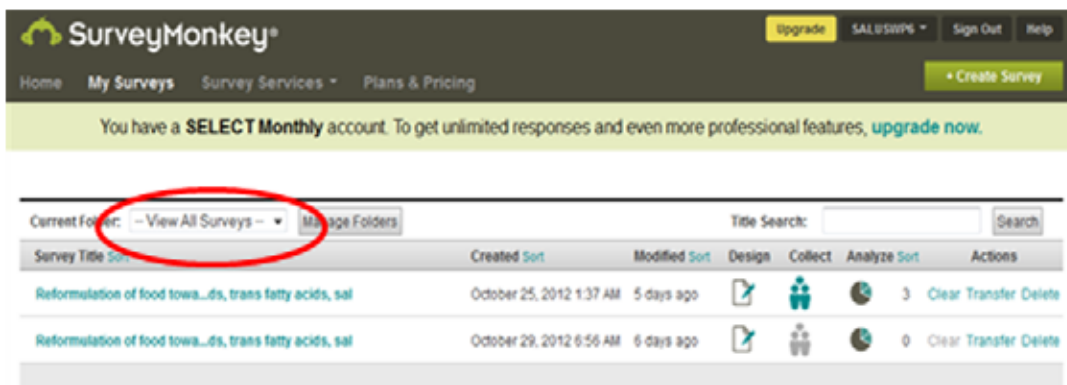 SurveyMonkey®
Upgrade SALUSWP6 Sign Out Help
Home My Surveys Survey Services Plans & Pricing + Create Survey
You have a SELECT Monthly account. To get unlimited responses and even more professional features, upgrade now.
Current Folder: -- View All Surveys -- Manage Folders Title Search: Search
Survey Title Sort Created Sort Modified Sort Design Collect Analyze Sort Actions
Reformulation of food towa...ds, trans fatty acids, sal October 25, 2012 1:37 AM 5 days ago 3 Clear Transfer Delete
Reformulation of food towa...ds, trans fatty acids, sal October 29, 2012 6:56 AM 6 days ago 0 Clear Transfer Delete